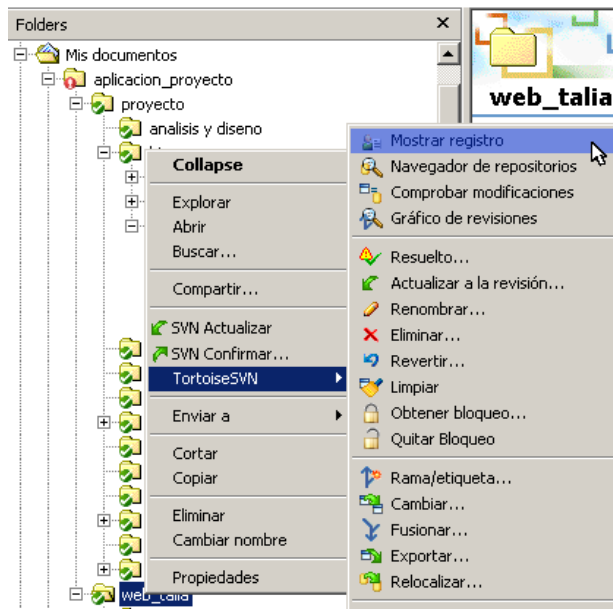 Folders
Mis documentos
aplicacion_proyecto
proyecto
analisis y diseno
web_talia
web_talia
Collapse
Explorar
Abrir
Buscar...
Compartir...
SVN Actualizar
SVN Confirmar...
TortoiseSVN
Enviar a
Cortar
Copiar
Eliminar
Cambiar nombre
Propiedades
Mostrar registro
Navegador de repositorios
Comprobar modificaciones
Gráfico de revisiones
Resuelto...
Actualizar a la revisión...
Renombrar...
Eliminar...
Revertir...
Limpiar
Obtener bloqueo...
Quitar Bloqueo
Rama/etiqueta...
Cambiar...
Fusionar...
Exportar...
Relocalizar...